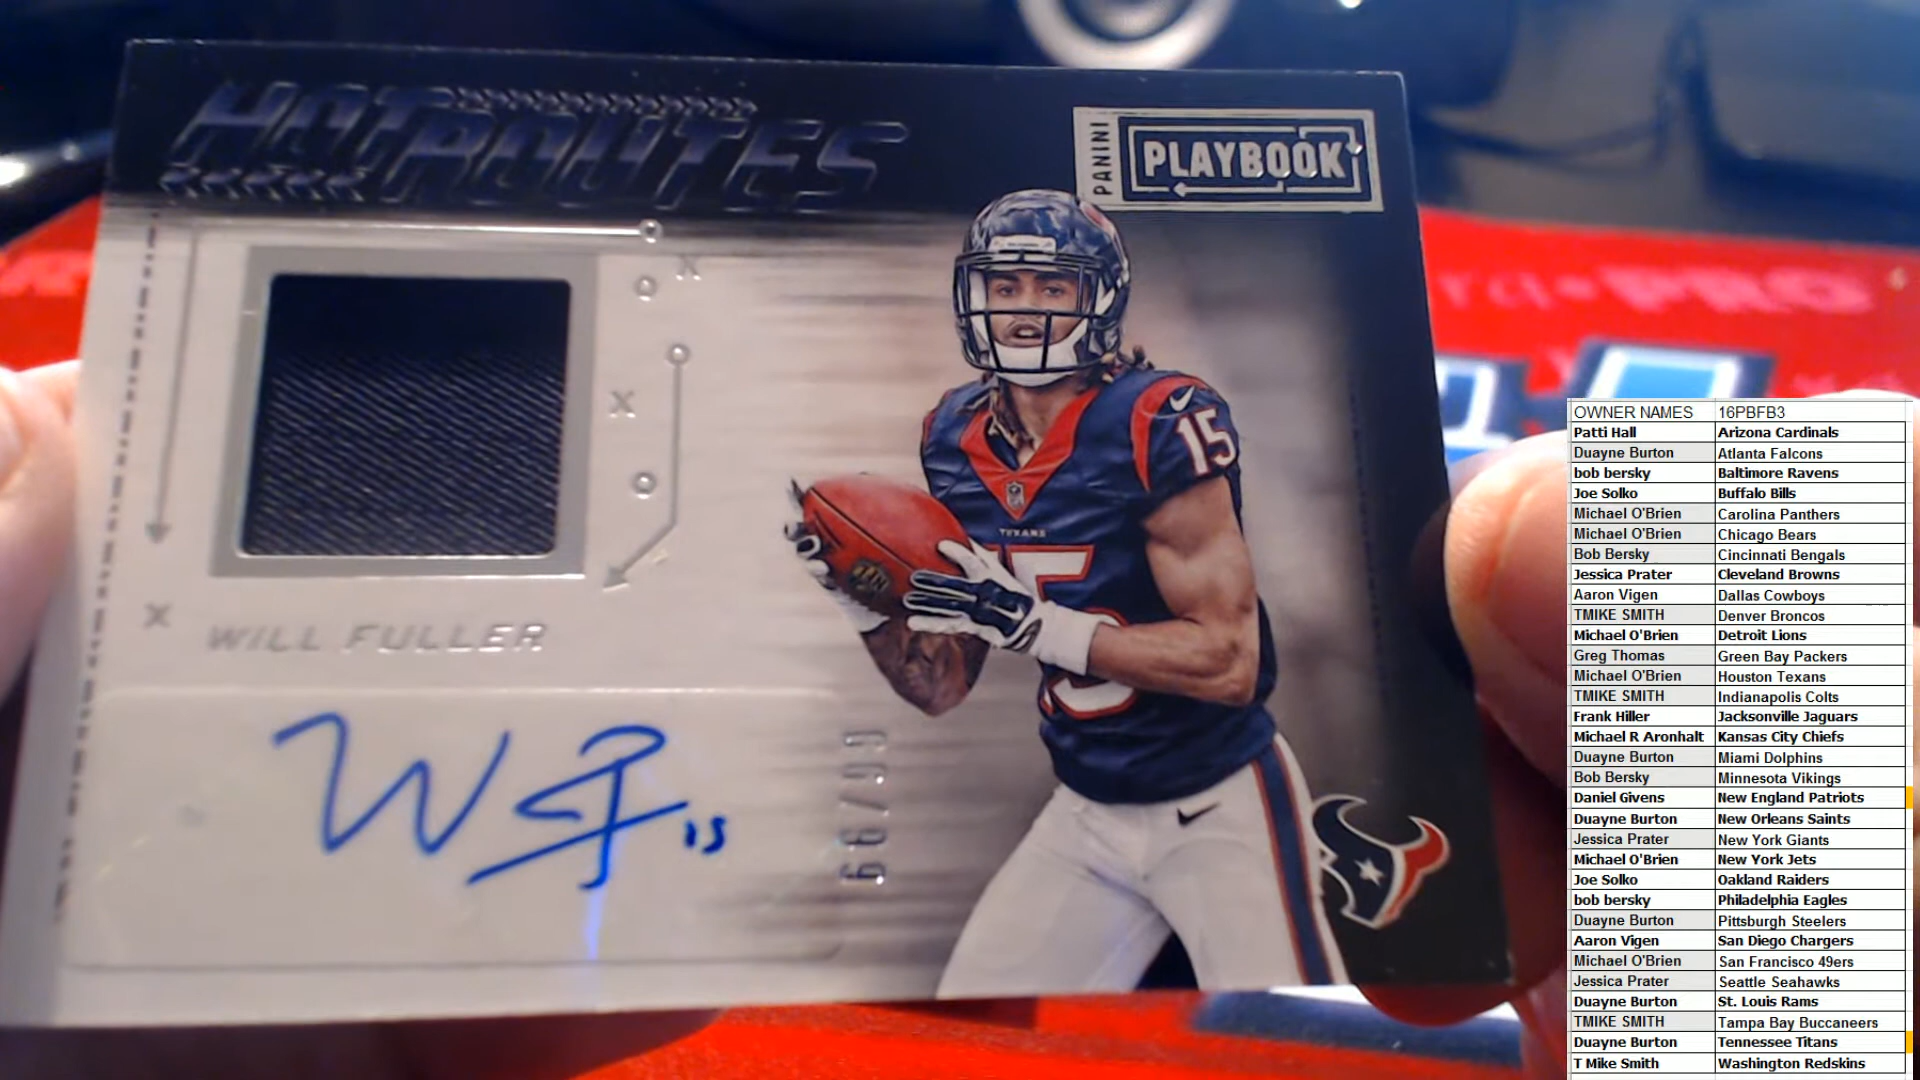 HOT ROUTES
PANINI
PLAYBOOK
WILL FULLER
15
TEXANS
15
15
66/99
OWNER NAMES 16PBFB3
Patti Hall Arizona Cardinals
Duayne Burton Atlanta Falcons
bob bersky Baltimore Ravens
Joe Solko Buffalo Bills
Michael O'Brien Carolina Panthers
Michael O'Brien Chicago Bears
Bob Bersky Cincinnati Bengals
Jessica Prater Cleveland Browns
Aaron Vigen Dallas Cowboys
TMIKE SMITH Denver Broncos
Michael O'Brien Detroit Lions
Greg Thomas Green Bay Packers
Michael O'Brien Houston Texans
TMIKE SMITH Indianapolis Colts
Frank Hiller Jacksonville Jaguars
Michael R Aronhalt Kansas City Chiefs
Duayne Burton Miami Dolphins
Bob Bersky Minnesota Vikings
Daniel Givens New England Patriots
Duayne Burton New Orleans Saints
Jessica Prater New York Giants
Michael O'Brien New York Jets
Joe Solko Oakland Raiders
bob bersky Philadelphia Eagles
Duayne Burton Pittsburgh Steelers
Aaron Vigen San Diego Chargers
Michael O'Brien San Francisco 49ers
Jessica Prater Seattle Seahawks
Duayne Burton St. Louis Rams
TMIKE SMITH Tampa Bay Buccaneers
Duayne Burton Tennessee Titans
T Mike Smith Washington Redskins